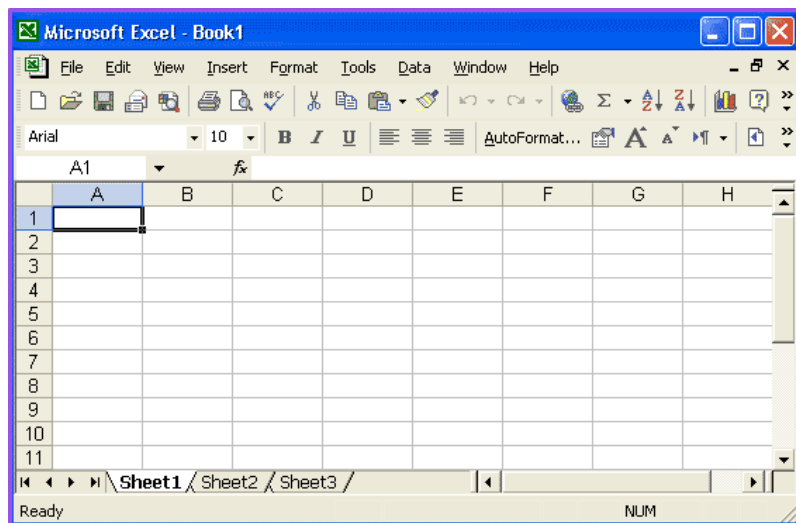 Microsoft Excel - Book1
File Edit View Insert Format Tools Data Window Help
ABC Σ A Z Z A ?
Arial 10 B I U AutoFormat... A A ¶
A1 fx
A B C D E F G H
1
2
3
4
5
6
7
8
9
10
11
Sheet1 Sheet2 Sheet3
Ready NUM